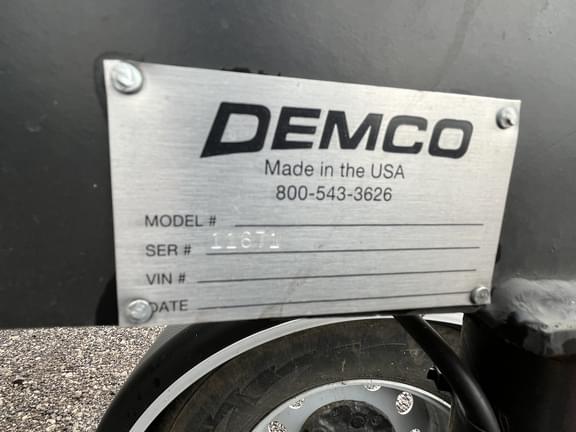 DEMCO
Made in the USA
800-543-3626
MODEL #
SER # 11671
VIN #
DATE